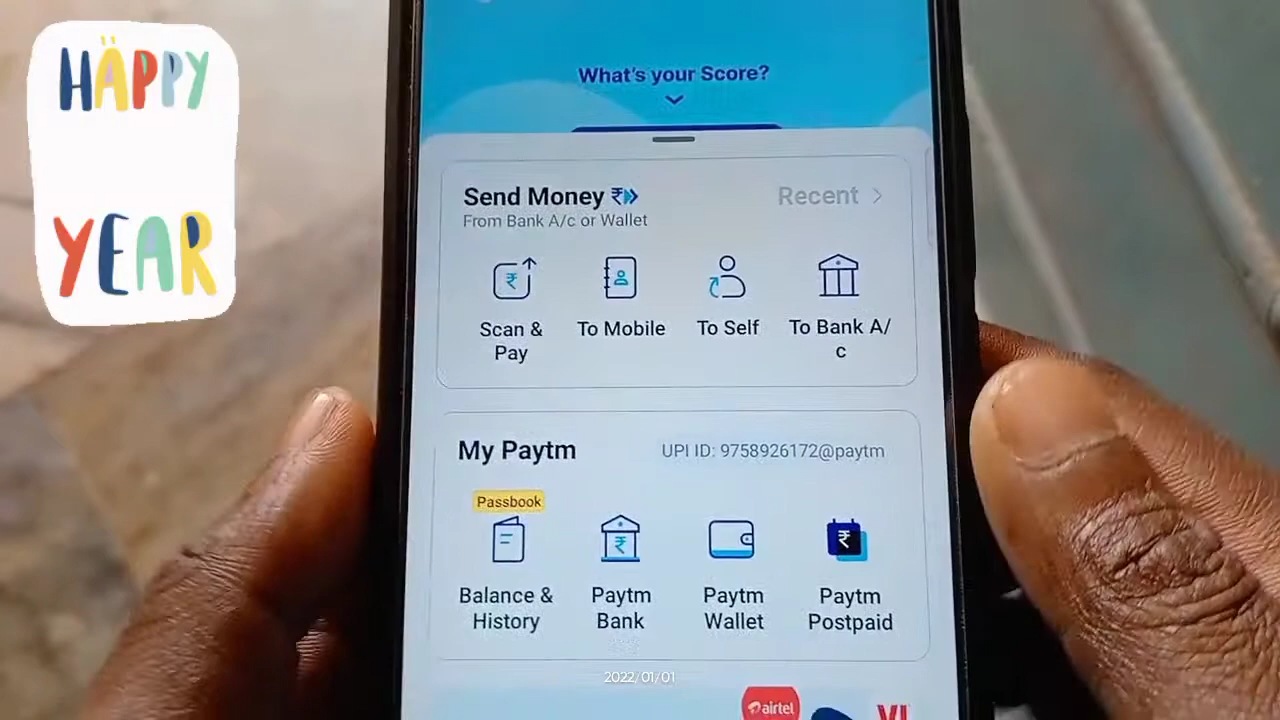 HÄPPY
YEAR
What's your Score?
Send Money
Recent
From Bank A/c or Wallet
Scan &
Pay
To Mobile
To Self
To Bank A/
c
My Paytm
UPI ID: 9758926172@paytm
Passbook
Balance &
History
Paytm
Bank
Paytm
Wallet
Paytm
Postpaid
2022/01/01
airtel
VI